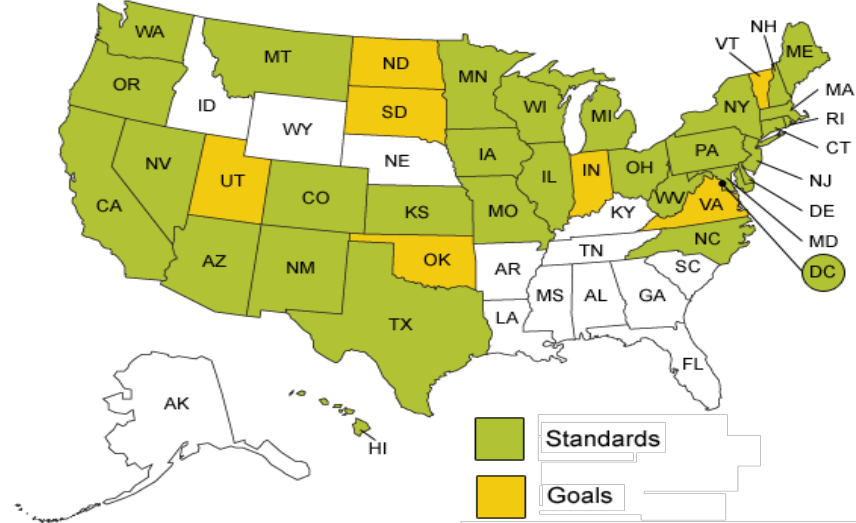 NH
WA
VT
ME
MT
ND
MN
OR
MA
ID
SD
WI
MI
NY
RI
WY
CT
IA
PA
NE
NV
OH
IL
IN
NJ
UT
CO
WV
CA
KS
MO
VA
DE
KY
NC
MD
TN
AZ
OK
NM
AR
SC
DC
MS
AL
GA
TX
LA
FL
AK
HI
Standards
Goals